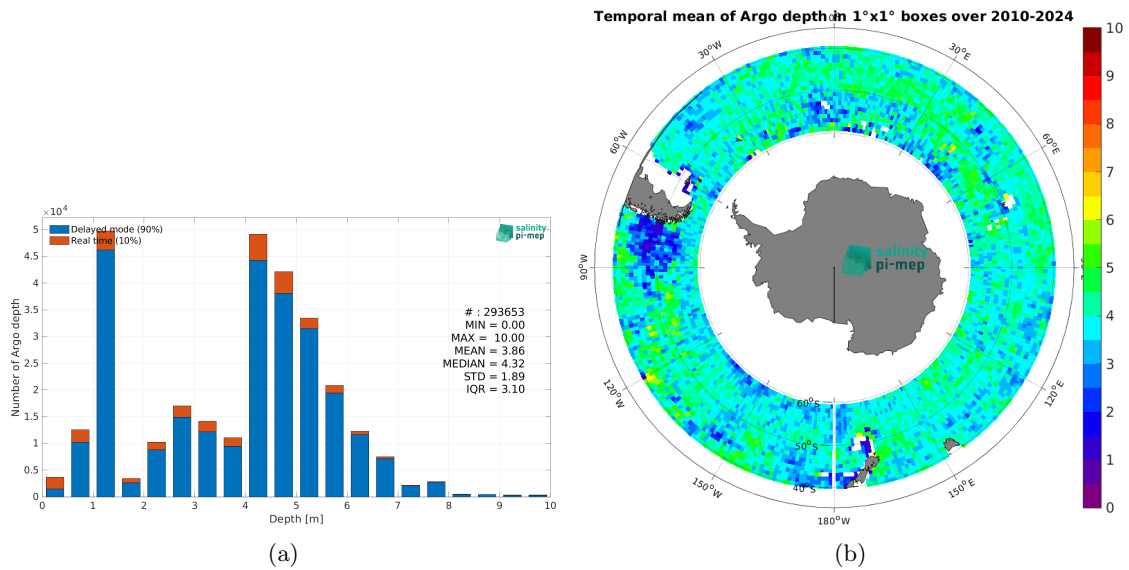 ×10⁴
5
4.5
4
3.5
3
2.5
2
1.5
1
0.5
0
Number of Argo depth
Delayed mode (90%)
Real time (10%)
salinity
pi-mep
# : 293653
MIN = 0.00
MAX = 10.00
MEAN = 3.86
MEDIAN = 4.32
STD = 1.89
IQR = 3.10
0 1 2 3 4 5 6 7 8 9 10
Depth [m]
(a)
Temporal mean of Argo depth in 1°x1° boxes over 2010-2024
30°W
30°E
60°W
60°E
90°W
120°W
120°E
150°W
150°E
180°W
60°S
50°S
40°S
salinity
pi-mep
10
9
8
7
6
5
4
3
2
1
0
(b)